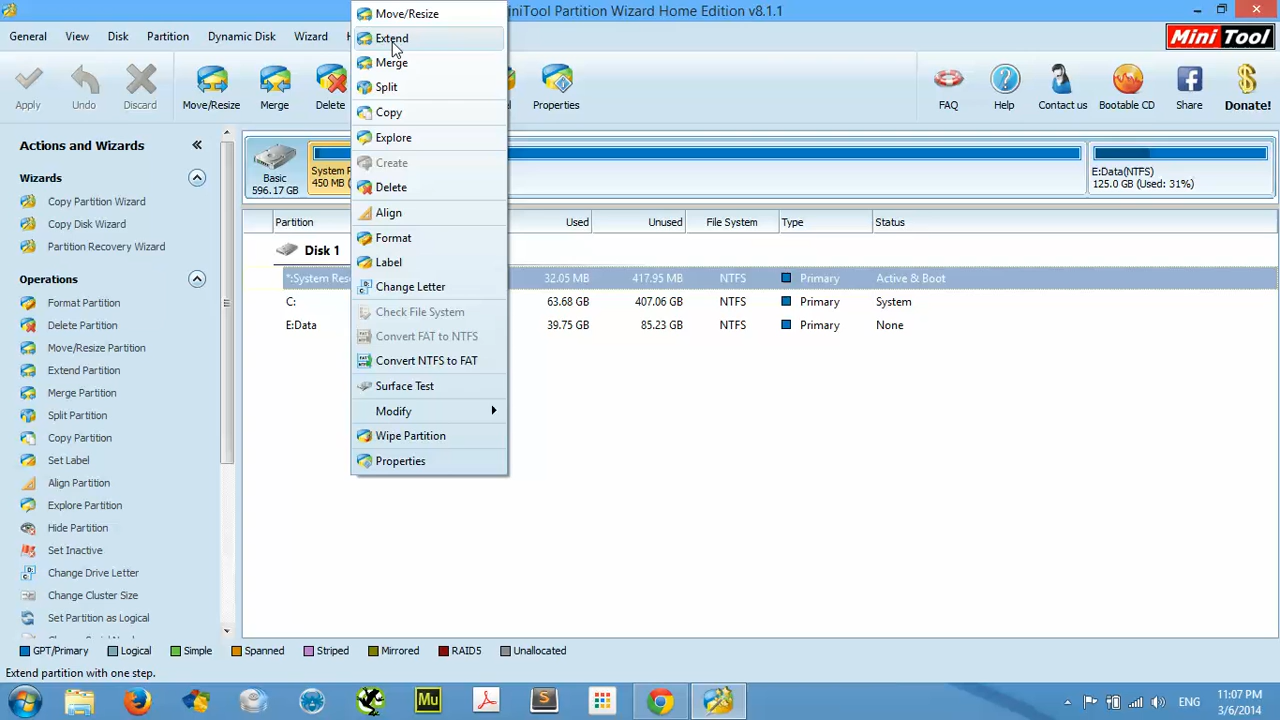 iniTool Partition Wizard Home Edition v8.1.1
General View Disk Partition Dynamic Disk Wizard
Mini Tool
Apply Undo Discard Move/Resize Merge Delete Properties FAQ Help Contact us Bootable CD Share Donate!
Move/Resize
Extend
Merge
Split
Copy
Explore
Create
Delete
Align
Format
Label
Change Letter
Check File System
Convert FAT to NTFS
Convert NTFS to FAT
Surface Test
Modify
Wipe Partition
Properties
Actions and Wizards
Wizards
Copy Partition Wizard
Copy Disk Wizard
Partition Recovery Wizard
Operations
Format Partition
Delete Partition
Move/Resize Partition
Extend Partition
Merge Partition
Split Partition
Copy Partition
Set Label
Align Partition
Explore Partition
Hide Partition
Set Inactive
Change Drive Letter
Change Cluster Size
Set Partition as Logical
Basic
596.17 GB
System R
450 MB (
E:Data(NTFS)
125.0 GB (Used: 31%)
Partition Used Unused File System Type Status
Disk 1
*:System Res 32.05 MB 417.95 MB NTFS Primary Active & Boot
C: 63.68 GB 407.06 GB NTFS Primary System
E:Data 39.75 GB 85.23 GB NTFS Primary None
GPT/Primary Logical Simple Spanned Striped Mirrored RAID5 Unallocated
Extend partition with one step.
Mu
S
ENG
11:07 PM
3/6/2014